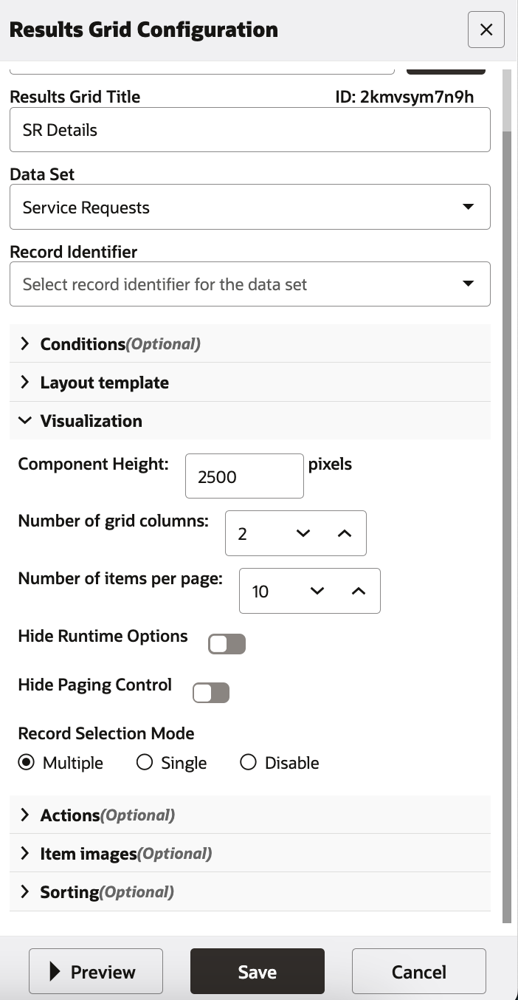 Results Grid Configuration
Results Grid Title ID: 2kmvsym7n9h
SR Details
Data Set
Service Requests
Record Identifier
Select record identifier for the data set
Conditions(Optional)
Layout template
Visualization
Component Height: 2500 pixels
Number of grid columns: 2
Number of items per page: 10
Hide Runtime Options
Hide Paging Control
Record Selection Mode
Multiple Single Disable
Actions(Optional)
Item images(Optional)
Sorting(Optional)
Preview Save Cancel